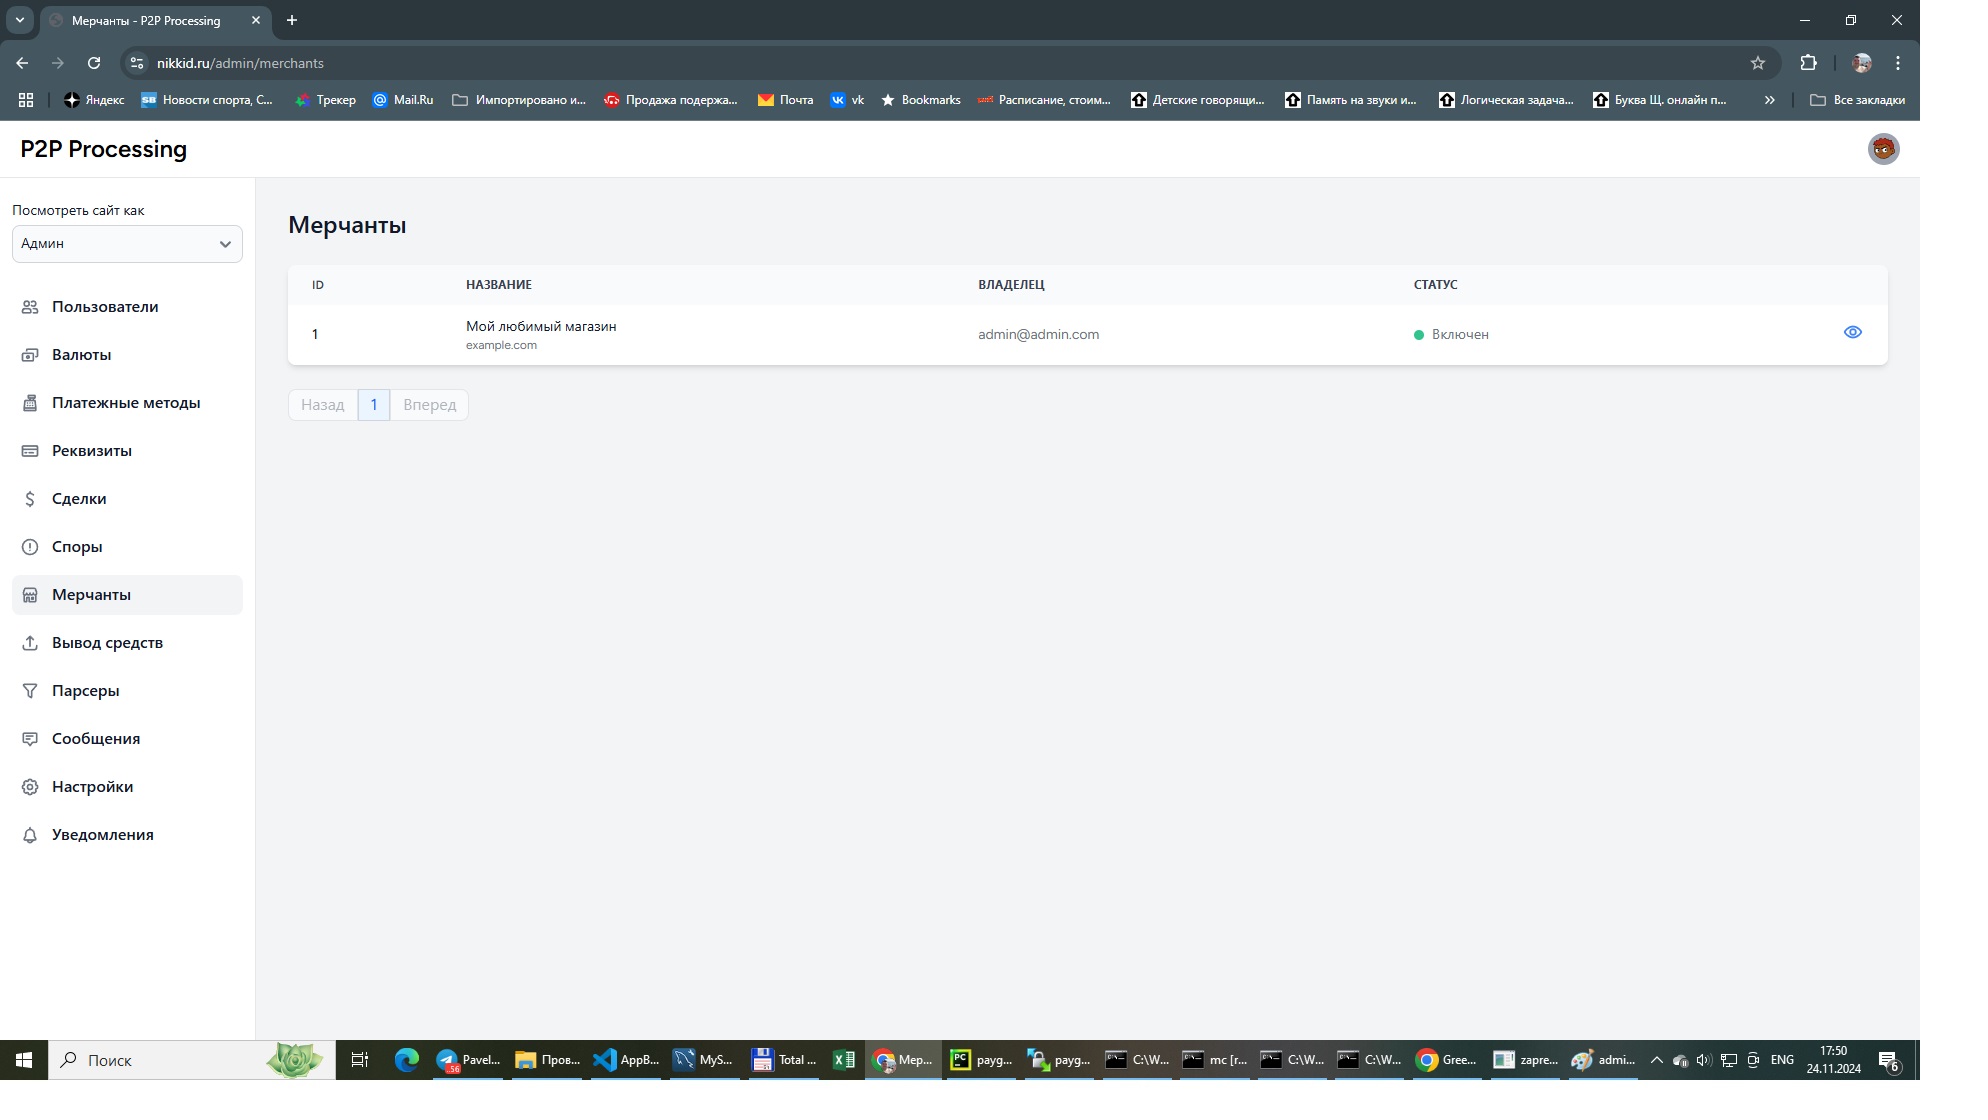 Мерчанты - P2P Processing
nikkid.ru/admin/merchants
Яндекс
Новости спорта, С...
Трекер
Mail.Ru
Импортировано и...
Продажа подержа...
Почта
vk
Bookmarks
Расписание, стоим...
Детские говорящи...
Память на звуки и...
Логическая задача...
Буква Щ. онлайн п...
Все закладки
P2P Processing
Посмотреть сайт как
Админ
Пользователи
Валюты
Платежные методы
Реквизиты
Сделки
Споры
Мерчанты
Вывод средств
Парсеры
Сообщения
Настройки
Уведомления
Мерчанты
ID НАЗВАНИЕ ВЛАДЕЛЕЦ СТАТУС
1 Мой любимый магазин admin@admin.com Включен
example.com
Назад 1 Вперед
Поиск
56
Pavel...
Пров...
AppB...
MyS...
Total ...
Мер...
payg...
payg...
C:\W...
mc [r...
C:\W...
C:\W...
Gree...
zapre...
admi...
ENG
17:50
24.11.2024
6